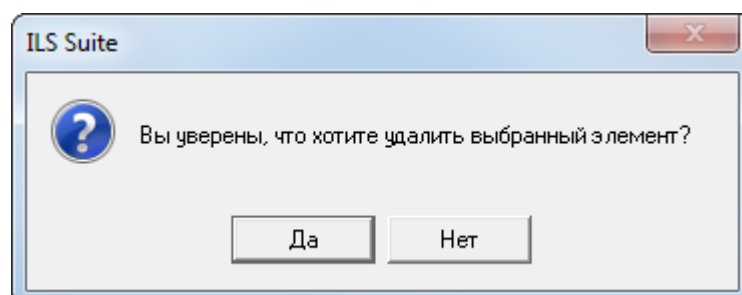 ILS Suite
Вы уверены, что хотите удалить выбранный элемент?
Да
Нет